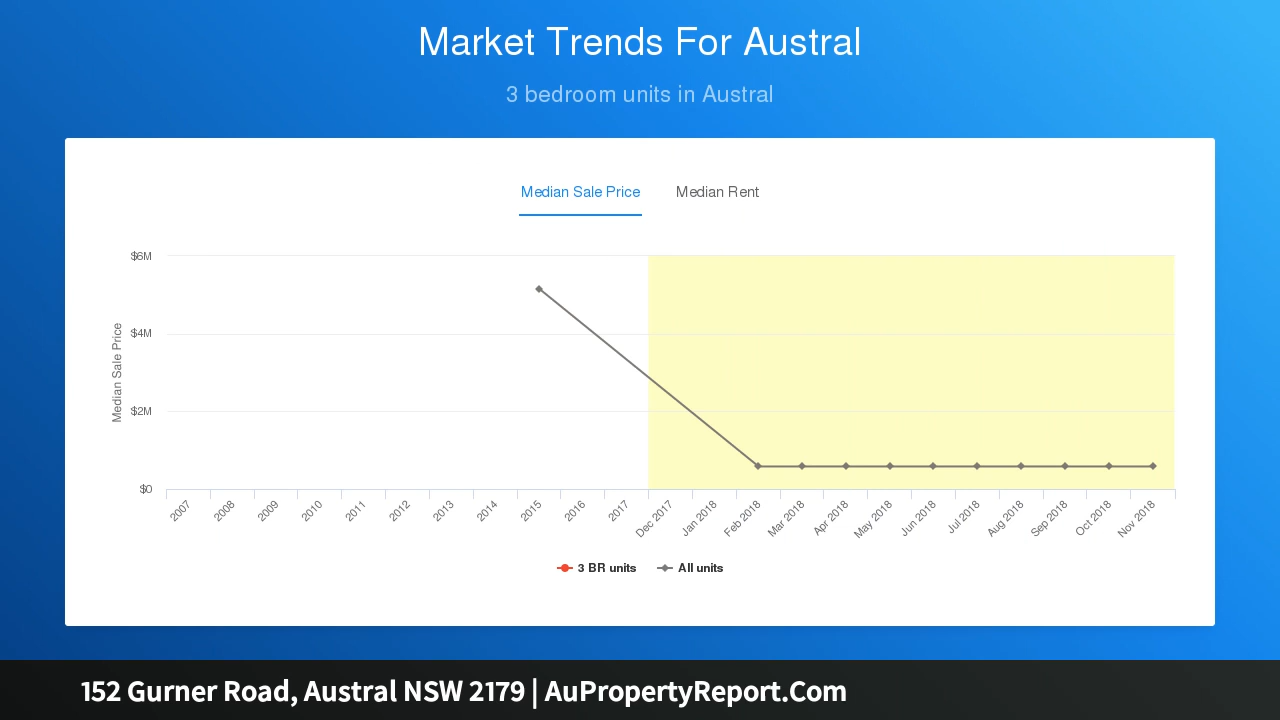 Market Trends For Austral
3 bedroom units in Austral
Median Sale Price Median Rent
$6M
$4M
$2M
$0
Median Sale Price
2007 2008 2009 2010 2011 2012 2013 2014 2015 2016 2017 Dec 2017 Jan 2018 Feb 2018 Mar 2018 Apr 2018 May 2018 Jun 2018 Jul 2018 Aug 2018 Sep 2018 Oct 2018 Nov 2018
3 BR units All units
152 Gurner Road, Austral NSW 2179 | AuPropertyReport.Com